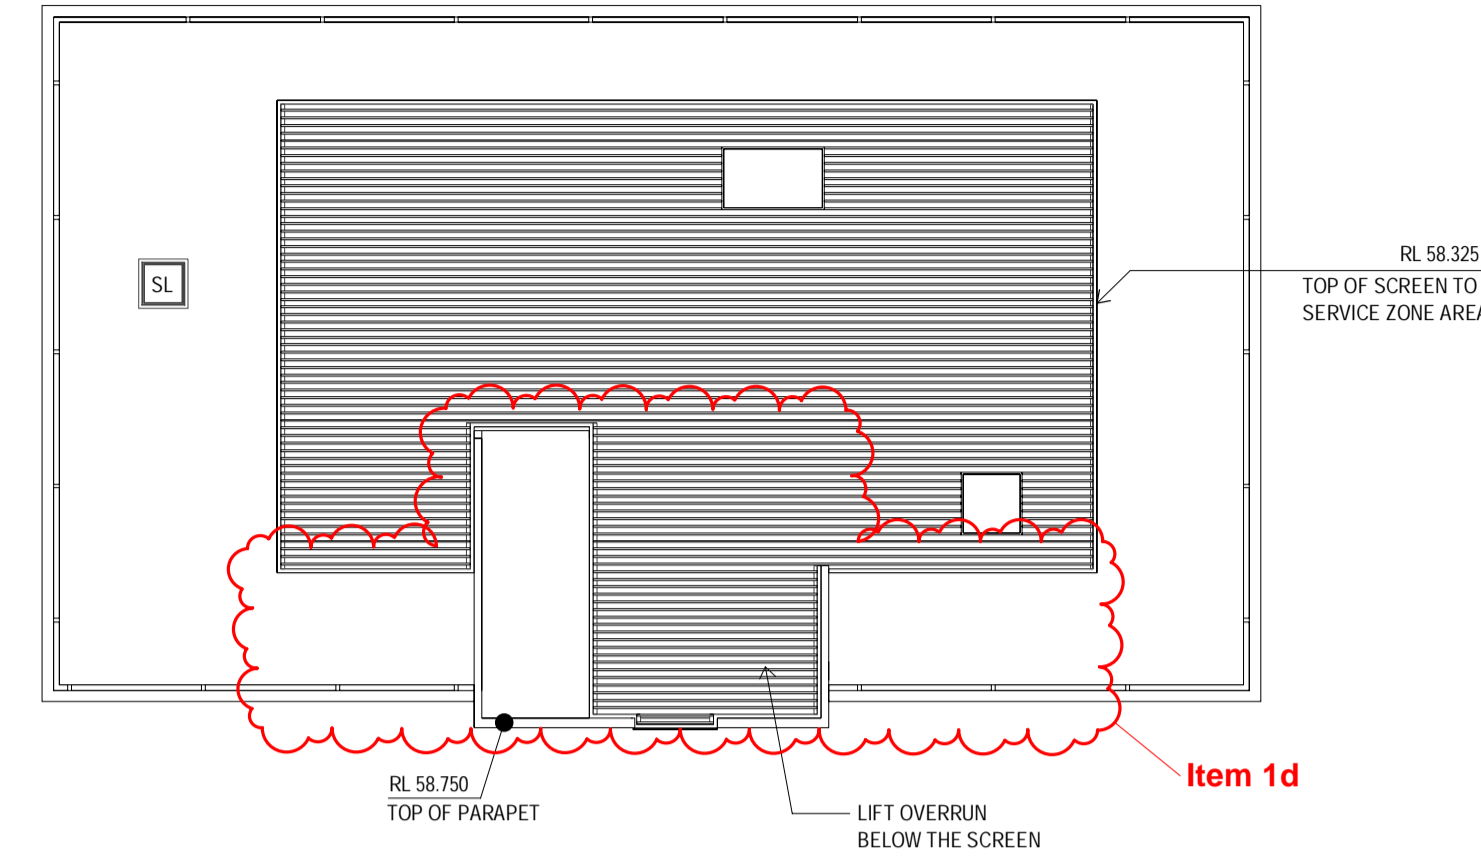 SL
RL 58.325
TOP OF SCREEN TO
SERVICE ZONE AREA
Item 1d
RL 58.750
TOP OF PARAPET
LIFT OVERRUN
BELOW THE SCREEN